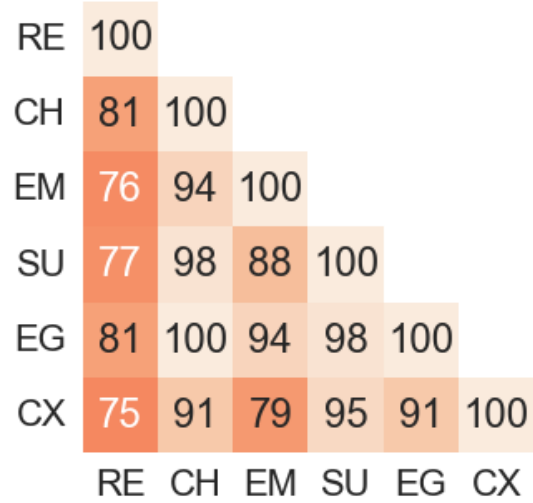 RE 100
CH 81 100
EM 76 94 100
SU 77 98 88 100
EG 81 100 94 98 100
CX 75 91 79 95 91 100
RE CH EM SU EG CX